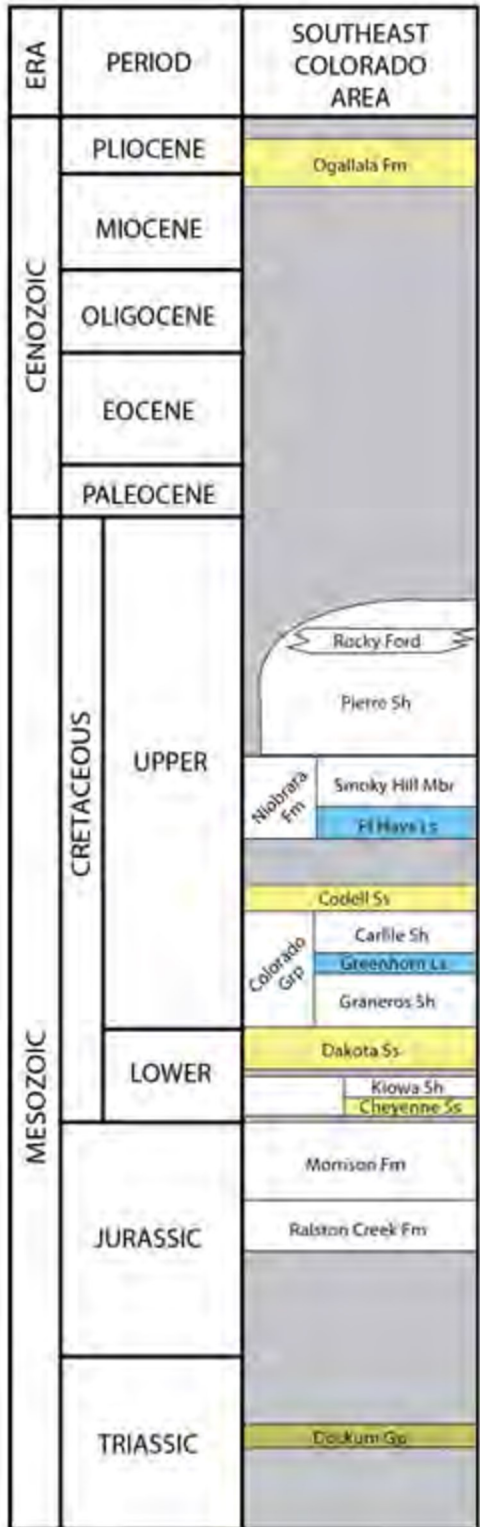 ERA
PERIOD
SOUTHEAST
COLORADO
AREA
CENOZOIC
PLIOCENE
MIOCENE
OLIGOCENE
EOCENE
PALEOCENE
Ogallala Fm
MESOZOIC
CRETACEOUS
UPPER
Rocky Ford
Pierre Sh
Niobrara
Fm
Smoky Hill Mbr
Ft Hays Ls
Codell Ss
Colorado
Grp
Carlile Sh
Greenhorn Ls
Graneros Sh
LOWER
Dakota Ss
Kiowa Sh
Cheyenne Ss
JURASSIC
Morrison Fm
Ralston Creek Fm
TRIASSIC
Dockum Gp